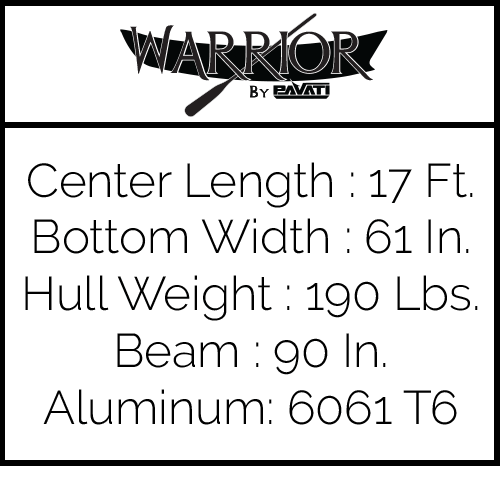 WARRIOR
BY PAVATI
Center Length : 17 Ft.
Bottom Width : 61 In.
Hull Weight : 190 Lbs.
Beam : 90 In.
Aluminum: 6061 T6